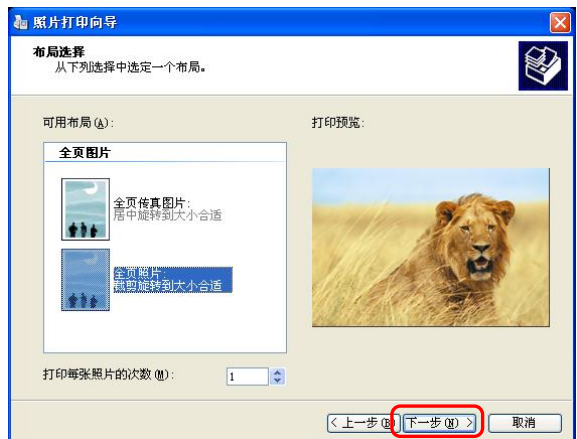 照片打印向导
布局选择
从下列选择中选定一个布局。
可用布局(A):
打印预览:
全页图片
全页传真图片:
居中旋转到大小合适
全页照片:
裁剪旋转到大小合适
打印每张照片的次数(M):
1
< 上一步(B)
下一步(N) >
取消